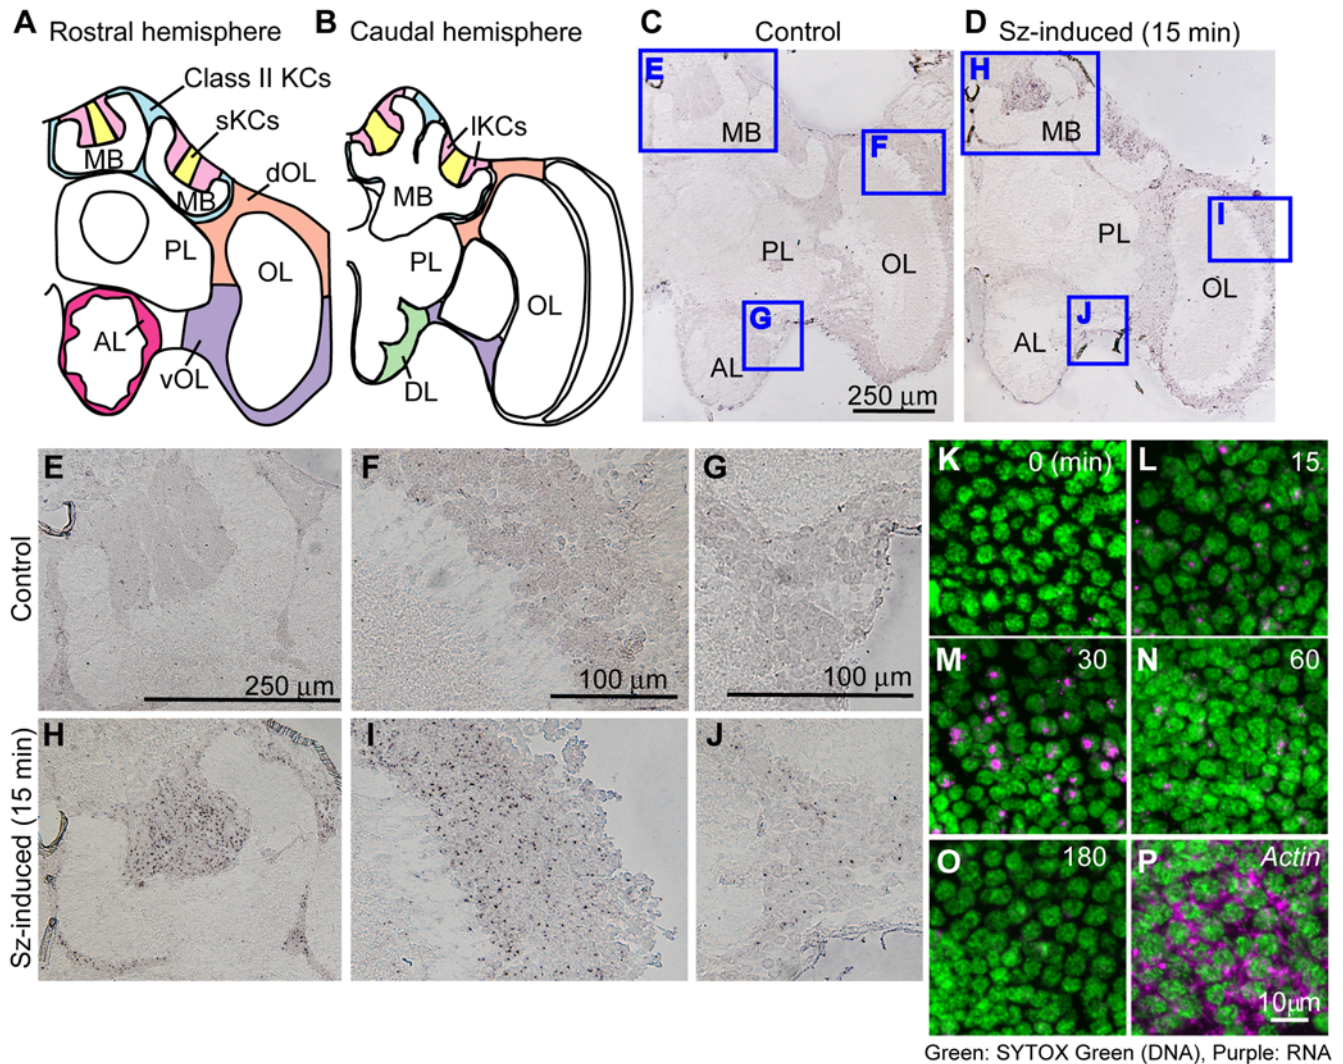 A Rostral hemisphere
Class II KCs
sKCs
MB
MB
dOL
PL
OL
AL
vOL
B Caudal hemisphere
lKCs
MB
PL
OL
DL
C Control
E
MB
F
PL
OL
G
AL
250 µm
D Sz-induced (15 min)
H
MB
I
PL
OL
J
AL
Control
E
250 µm
F
100 µm
G
100 µm
Sz-induced (15 min)
H
I
J
K 0 (min)
L 15
M 30
N 60
O 180
P Actin
10µm
Green: SYTOX Green (DNA), Purple: RNA